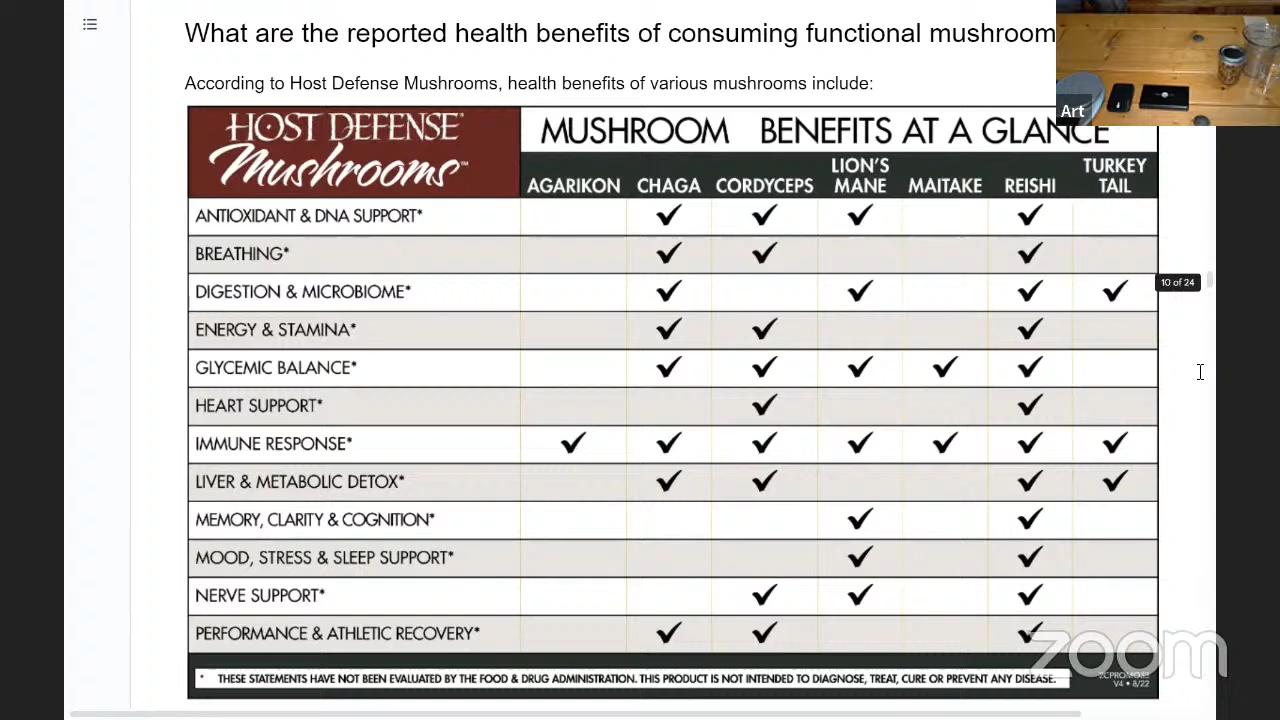 What are the reported health benefits of consuming functional mushroom
According to Host Defense Mushrooms, health benefits of various mushrooms include:
Art
HOST DEFENSE®
Mushrooms™
MUSHROOM BENEFITS AT A GLANCE
AGARIKON CHAGA CORDYCEPS LION'S MANE MAITAKE REISHI TURKEY TAIL
ANTIOXIDANT & DNA SUPPORT* ✓ ✓ ✓ ✓
BREATHING* ✓ ✓ ✓
DIGESTION & MICROBIOME* ✓ ✓ ✓ ✓
10 of 24
ENERGY & STAMINA* ✓ ✓ ✓
GLYCEMIC BALANCE* ✓ ✓ ✓ ✓ ✓
HEART SUPPORT* ✓ ✓
IMMUNE RESPONSE* ✓ ✓ ✓ ✓ ✓ ✓ ✓
LIVER & METABOLIC DETOX* ✓ ✓ ✓ ✓
MEMORY, CLARITY & COGNITION* ✓ ✓
MOOD, STRESS & SLEEP SUPPORT* ✓ ✓
NERVE SUPPORT* ✓ ✓ ✓
PERFORMANCE & ATHLETIC RECOVERY* ✓ ✓ ✓
zoom
* THESE STATEMENTS HAVE NOT BEEN EVALUATED BY THE FOOD & DRUG ADMINISTRATION. THIS PRODUCT IS NOT INTENDED TO DIAGNOSE, TREAT, CURE OR PREVENT ANY DISEASE.
V4 • 8/22